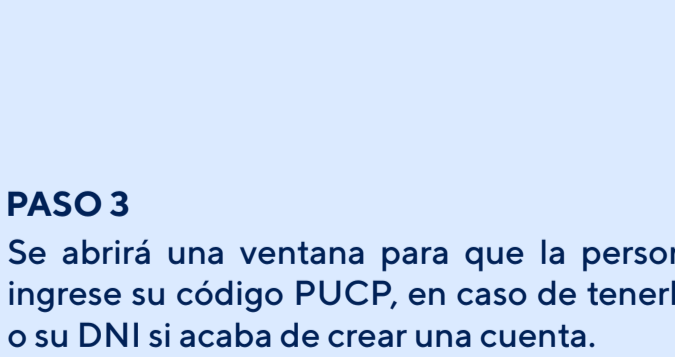 PASO 3
Se abrirá una ventana para que la
ingrese su código PUCP, en caso de
o su DNI si acaba de crear una cuenta.